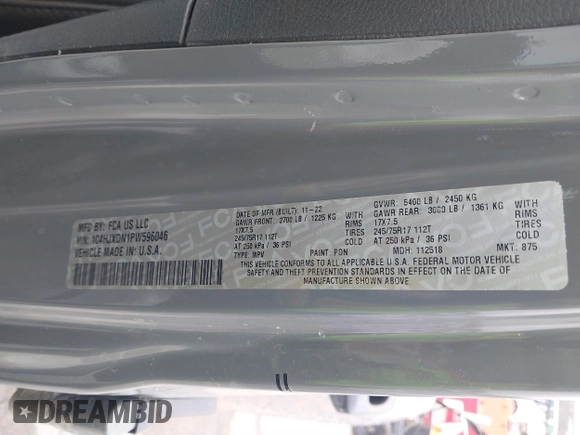 MFD BY: FCA US LLC
DATE OF MFR (BUILT): 11-22
GVWR: 5400 LB / 2450 KG
GAWR FRONT: 2700 LB / 1225 KG WITH
GAWR REAR: 3000 LB / 1361 KG WITH
17X7.5 RIMS
17X7.5 RIMS
245/75R17 112T TIRES
245/75R17 112T TIRES
AT 250 kPa / 36 PSI
AT 250 kPa / 36 PSI
VIN: 1C4HJXDN1PW596046
TYPE: MPV
PAINT: PDN
MDH: 112518
MKT: 875
VEHICLE MADE IN: U.S.A.
THIS VEHICLE CONFORMS TO ALL APPLICABLE U.S.A. FEDERAL MOTOR VEHICLE
SAFETY AND THEFT PREVENTION STANDARDS IN EFFECT ON THE DATE OF
MANUFACTURE SHOWN ABOVE
DREAMBID